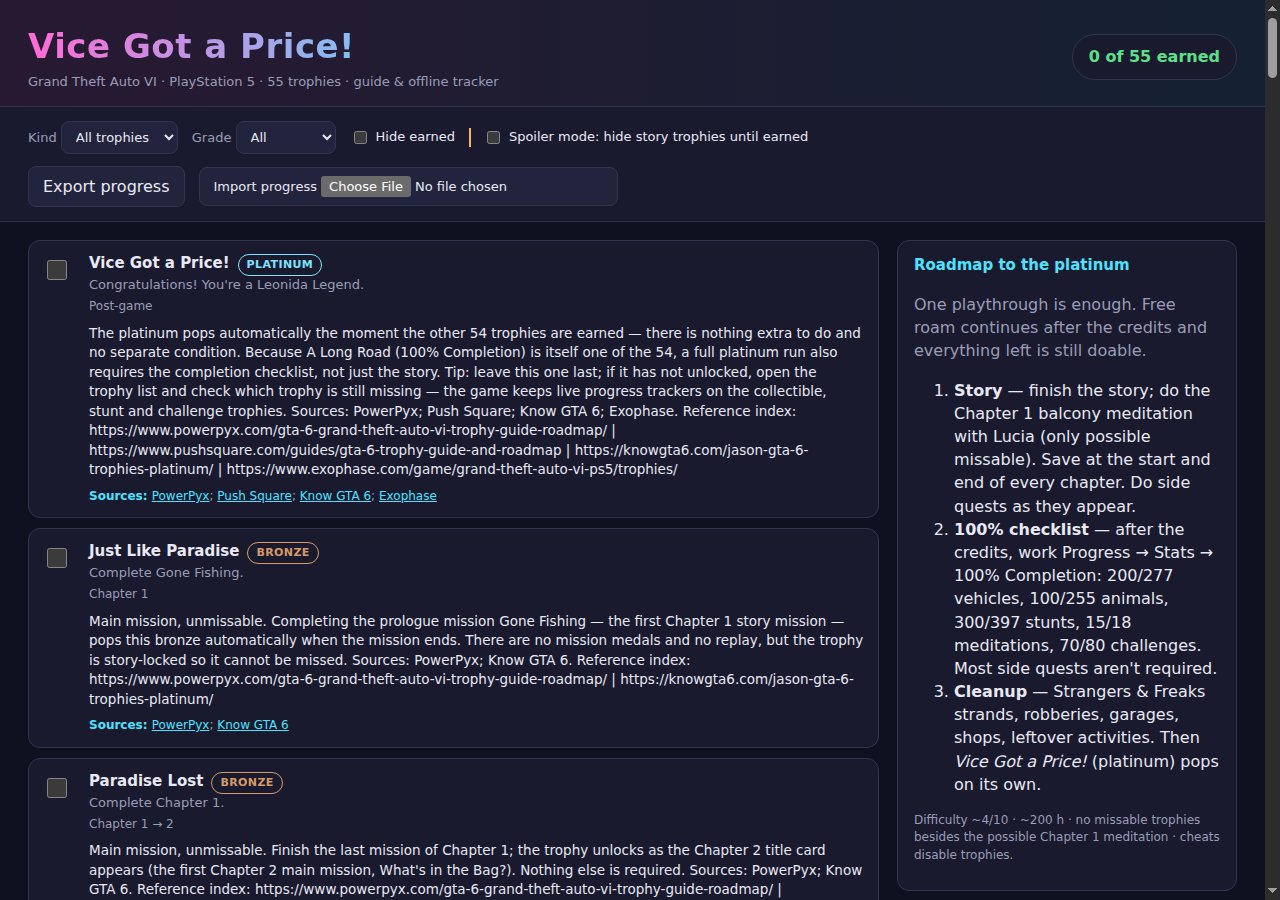 Vice Got a Price!
Grand Theft Auto VI · PlayStation 5 · 55 trophies · guide & offline tracker
0 of 55 earned
Kind All trophies Grade All Hide earned Spoiler mode: hide story trophies until earned
Export progress Import progress Choose File No file chosen
Vice Got a Price! PLATINUM
Congratulations! You're a Leonida Legend.
Post-game
The platinum pops automatically the moment the other 54 trophies are earned — there is nothing extra to do and
no separate condition. Because A Long Road (100% Completion) is itself one of the 54, a full platinum run also
requires the completion checklist, not just the story. Tip: leave this one last; if it has not unlocked, open the
trophy list and check which trophy is still missing — the game keeps live progress trackers on the collectible,
stunt and challenge trophies. Sources: PowerPyx; Push Square; Know GTA 6; Exophase. Reference index:
https://www.powerpyx.com/gta-6-grand-theft-auto-vi-trophy-guide-roadmap/ |
https://www.pushsquare.com/guides/gta-6-trophy-guide-and-roadmap | https://knowgta6.com/jason-gta-6-
trophies-platinum/ | https://www.exophase.com/game/grand-theft-auto-vi-ps5/trophies/
Sources: PowerPyx; Push Square; Know GTA 6; Exophase
Just Like Paradise BRONZE
Complete Gone Fishing.
Chapter 1
Main mission, unmissable. Completing the prologue mission Gone Fishing — the first Chapter 1 story mission —
pops this bronze automatically when the mission ends. There are no mission medals and no replay, but the trophy
is story-locked so it cannot be missed. Sources: PowerPyx; Know GTA 6. Reference index:
https://www.powerpyx.com/gta-6-grand-theft-auto-vi-trophy-guide-roadmap/ | https://knowgta6.com/jason-gta-6-
trophies-platinum/
Sources: PowerPyx; Know GTA 6
Paradise Lost BRONZE
Complete Chapter 1.
Chapter 1 → 2
Main mission, unmissable. Finish the last mission of Chapter 1; the trophy unlocks as the Chapter 2 title card
appears (the first Chapter 2 main mission, What's in the Bag?). Nothing else is required. Sources: PowerPyx; Know
GTA 6. Reference index: https://www.powerpyx.com/gta-6-grand-theft-auto-vi-trophy-guide-roadmap/ |
Roadmap to the platinum
One playthrough is enough. Free
roam continues after the credits and
everything left is still doable.
1. Story — finish the story; do the
Chapter 1 balcony meditation
with Lucia (only possible
missable). Save at the start and
end of every chapter. Do side
quests as they appear.
2. 100% checklist — after the
credits, work Progress → Stats →
100% Completion: 200/277
vehicles, 100/255 animals,
300/397 stunts, 15/18
meditations, 70/80 challenges.
Most side quests aren't required.
3. Cleanup — Strangers & Freaks
strands, robberies, garages,
shops, leftover activities. Then
Vice Got a Price! (platinum) pops
on its own.
Difficulty ~4/10 · ~200 h · no missable trophies
besides the possible Chapter 1 meditation · cheats
disable trophies.